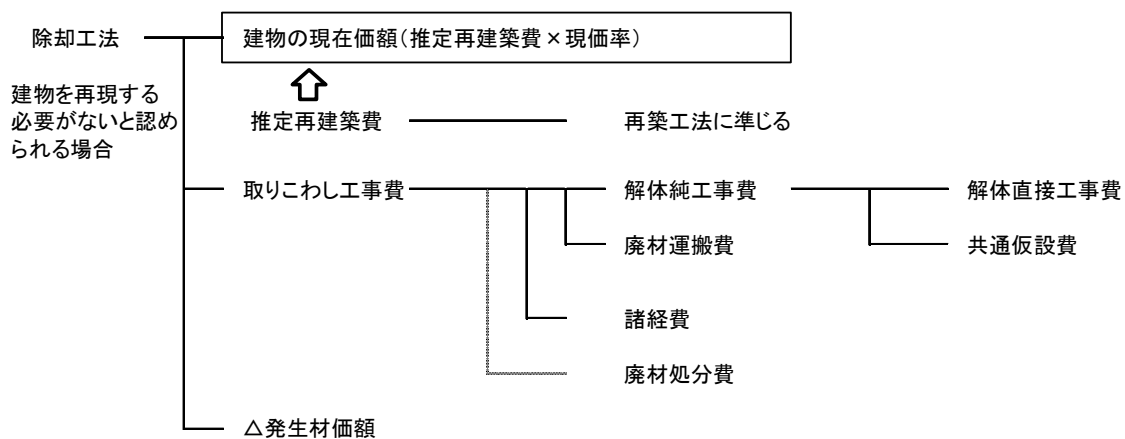 除却工法
建物の現在価額（推定再建築費×現価率）
建物を再現する
必要がないと認め
られる場合
推定再建築費
再築工法に準じる
取りこわし工事費
解体純工事費
解体直接工事費
廃材運搬費
共通仮設費
諸経費
廃材処分費
△発生材価額